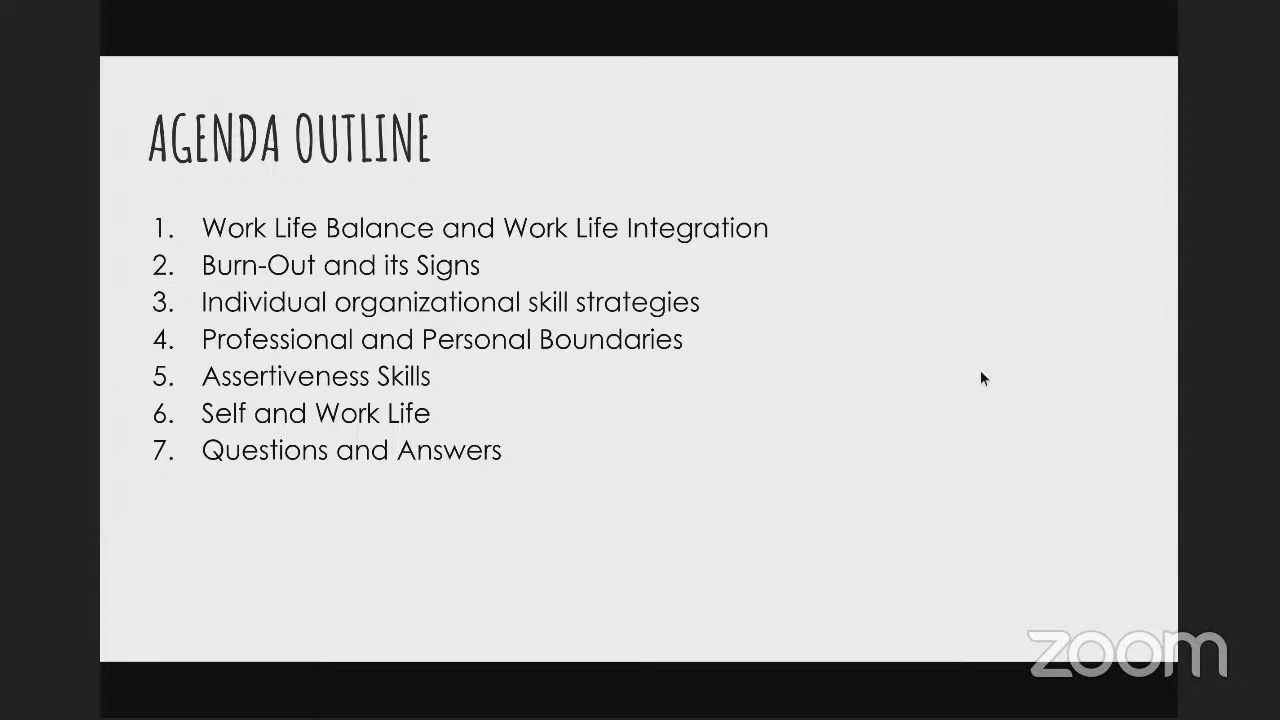 AGENDA OUTLINE
1. Work Life Balance and Work Life Integration
2. Burn-Out and its Signs
3. Individual organizational skill strategies
4. Professional and Personal Boundaries
5. Assertiveness Skills
6. Self and Work Life
7. Questions and Answers
zoom